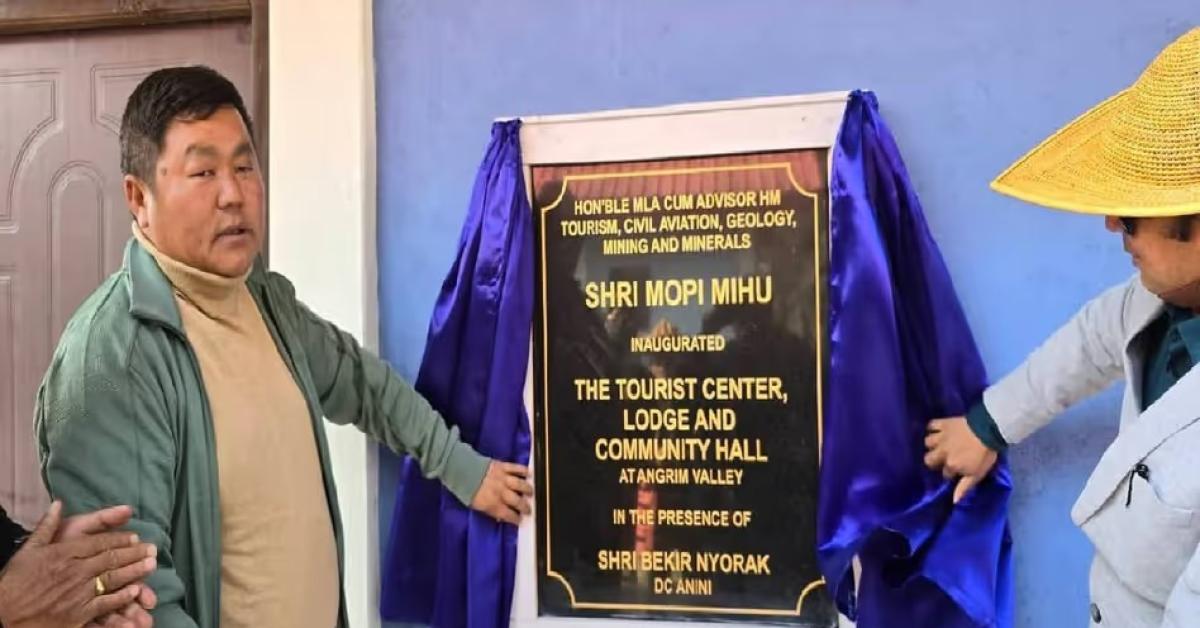 HON'BLE MLA CUM ADVISOR HM
TOURISM, CIVIL AVIATION, GEOLOGY,
MINING AND MINERALS
SHRI MOPI MIHU
INAUGURATED
THE TOURIST CENTER,
LODGE AND
COMMUNITY HALL
AT ANGRIM VALLEY
IN THE PRESENCE OF
SHRI BEKIR NYORAK
DC ANINI